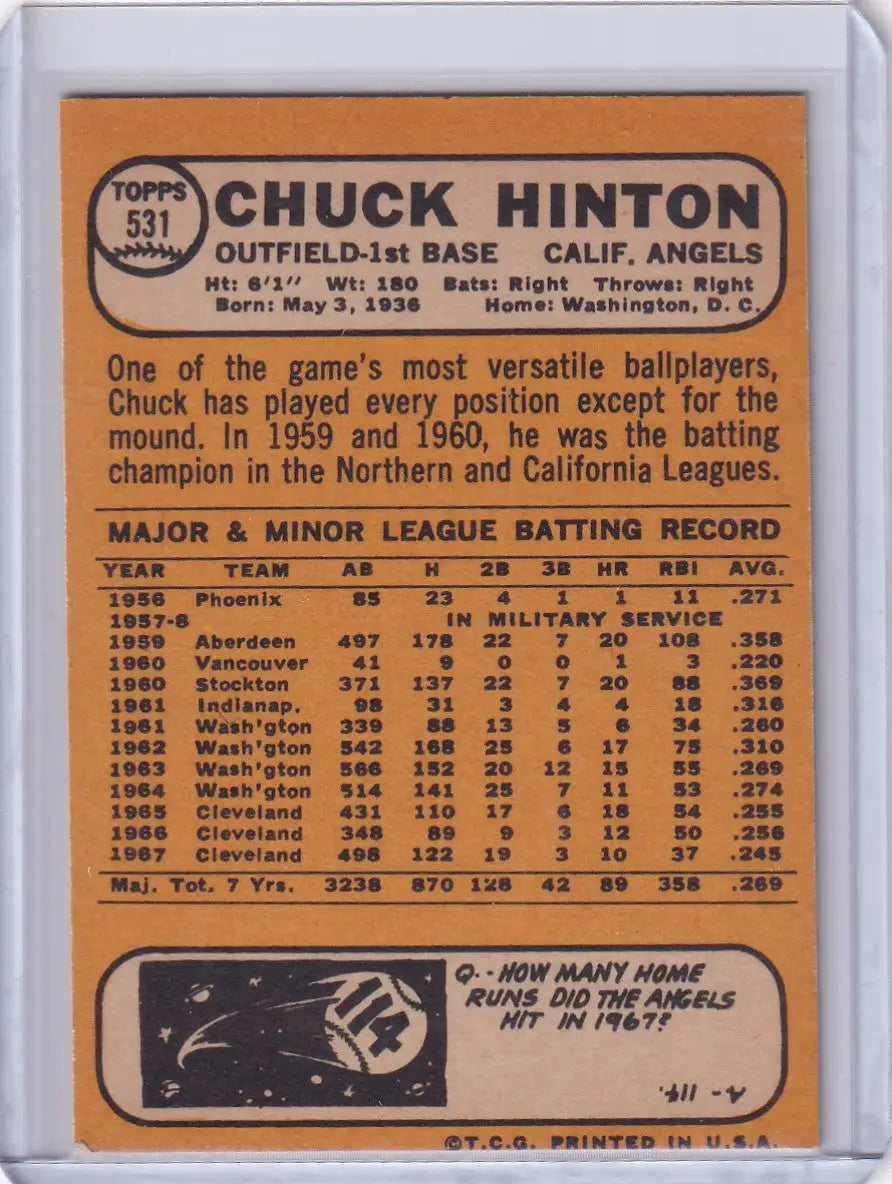 TOPPS
531
CHUCK HINTON
OUTFIELD-1st BASE CALIF. ANGELS
Ht: 6'1" Wt: 180 Bats: Right Throws: Right
Born: May 3, 1936 Home: Washington, D. C.
One of the game's most versatile ballplayers,
Chuck has played every position except for the
mound. In 1959 and 1960, he was the batting
champion in the Northern and California Leagues.
MAJOR & MINOR LEAGUE BATTING RECORD
YEAR TEAM AB H 2B 3B HR RBI AVG.
1956 Phoenix 85 23 4 1 1 11 .271
1957-8 IN MILITARY SERVICE
1959 Aberdeen 497 178 22 7 20 108 .358
1960 Vancouver 41 9 0 0 1 3 .220
1960 Stockton 371 137 22 7 20 88 .369
1961 Indianap. 98 31 3 4 4 18 .316
1961 Wash'gton 339 88 13 5 6 34 .260
1962 Wash'gton 542 168 25 6 17 75 .310
1963 Wash'gton 566 152 20 12 15 55 .269
1964 Wash'gton 514 141 25 7 11 53 .274
1965 Cleveland 431 110 17 6 18 54 .255
1966 Cleveland 348 89 9 3 12 50 .256
1967 Cleveland 498 122 19 3 10 37 .245
Maj. Tot. 7 Yrs. 3238 870 128 42 89 358 .269
114
Q.-HOW MANY HOME
RUNS DID THE ANGELS
HIT IN 1967?
A- 114.
©T.C.G. PRINTED IN U.S.A.